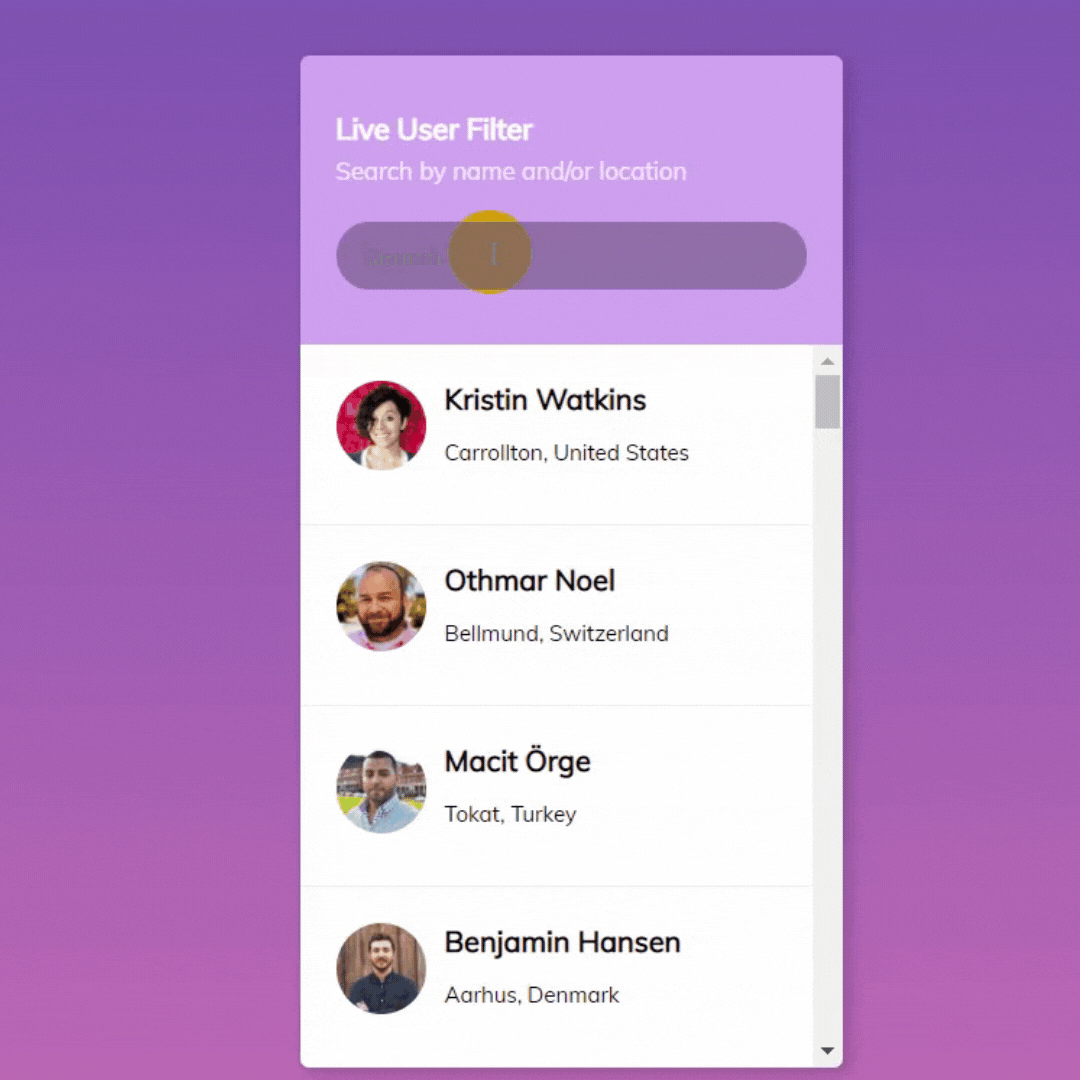 Live User Filter
Search by name and/or location
Search
Kristin Watkins
Carrollton, United States
Othmar Noel
Bellmund, Switzerland
Macit Örge
Tokat, Turkey
Benjamin Hansen
Aarhus, Denmark